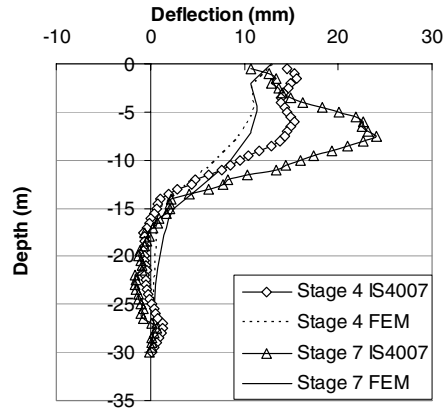 Deflection (mm)
-10 0 10 20 30
0
-5
-10
-15
-20
-25
-30
-35
Depth (m)
Stage 4 IS4007
Stage 4 FEM
Stage 7 IS4007
Stage 7 FEM